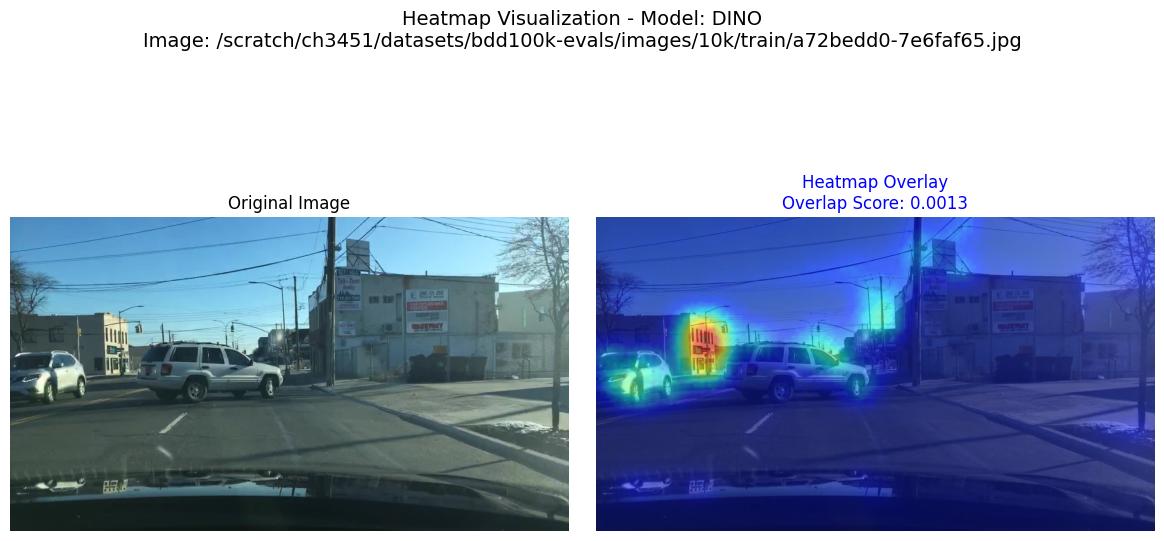 Heatmap Visualization - Model: DINO
Image: /scratch/ch3451/datasets/bdd100k-evals/images/10k/train/a72bedd0-7e6faf65.jpg
Original Image
Heatmap Overlay
Overlap Score: 0.0013